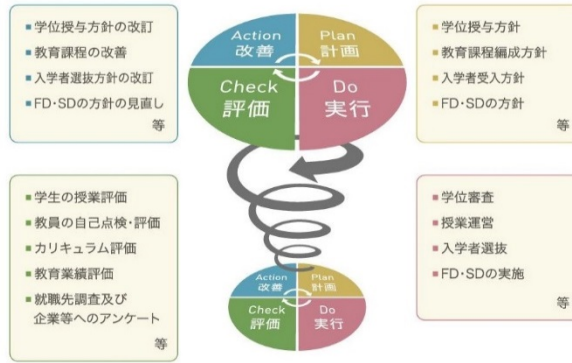 学位授与方針の改訂
教育課程の改善
入学者選抜方針の改訂
FD・SDの方針の見直し
等
Action
改善
Plan
計画
Check
評価
Do
実行
学位授与方針
教育課程編成方針
入学者受入方針
FD・SDの方針
等
学生の授業評価
教員の自己点検・評価
カリキュラム評価
教育業績評価
就職先調査及び
企業等へのアンケート
等
Action
改善
Plan
計画
Check
評価
Do
実行
学位審査
授業運営
入学者選抜
FD・SDの実施
等